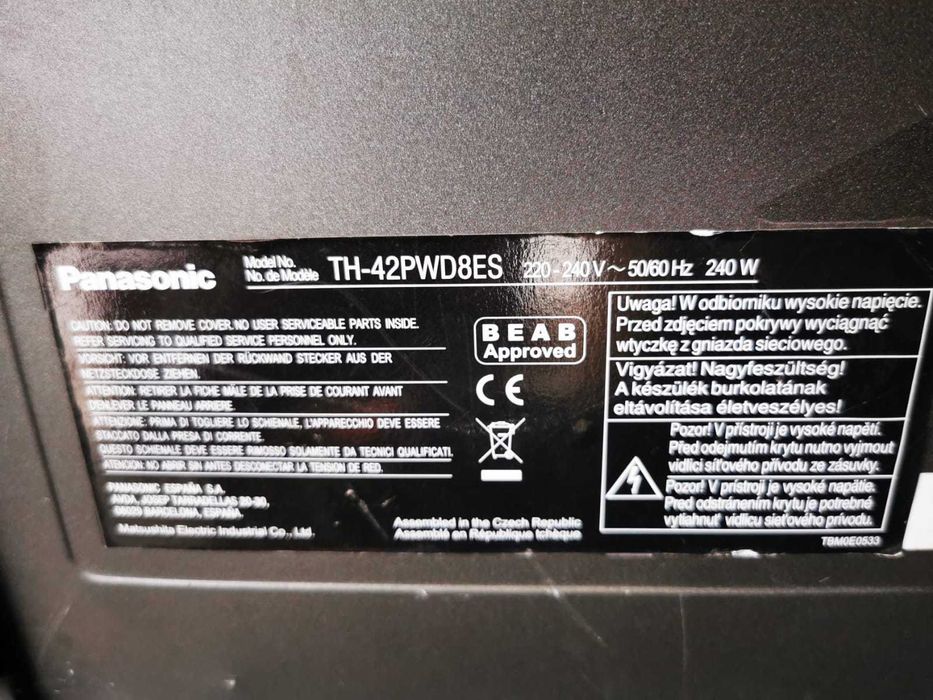 Panasonic
Model No.
No. de Modèle
TH-42PWD8ES 220-240 V ~ 50/60 Hz 240 W
CAUTION: DO NOT REMOVE COVER. NO USER SERVICEABLE PARTS INSIDE.
REFER SERVICING TO QUALIFIED SERVICE PERSONNEL ONLY.
VORSICHT: VOR ENTFERNEN DER RÜCKWAND STECKER AUS DER
NETZSTECKDOSE ZIEHEN.
ATTENTION: RETIRER LA FICHE MÂLE DE LA PRISE DE COURANT AVANT
D'ENLEVER LE PANNEAU ARRIERE.
ATTENZIONE: PRIMA DI TOGLIERE LO SCHIENALE, L'APPARECCHIO DEVE ESSERE
STACCATO DALLA PRESA DI CORRENTE.
QUESTO SCHIENALE DEVE ESSERE RIMOSSO SOLAMENTE DA TECNICI QUALIFICATI.
ATENCION: NO ABRIR SIN ANTES DESCONECTAR LA TENSION DE RED.
PANASONIC ESPAÑA S.A.
AVDA. JOSEP TARRADELLAS 20-30,
08029 BARCELONA, ESPAÑA
Matsushita Electric Industrial Co., Ltd.
BEAB
Approved
CE
Assembled in the Czech Republic
Assemblé en République tchèque
Uwaga! W odbiorniku wysokie napięcie.
Przed zdjęciem pokrywy wyciągnąć
wtyczkę z gniazda sieciowego.
Vigyázat! Nagyfeszültség!
A készülék burkolatának
eltávolítása életveszélyes!
Pozor! V přístroji je vysoké napětí.
Před odejmutím krytu nutno vyjmout
vidlici síťového přívodu ze zásuvky.
Pozor! V prístroji je vysoké napätie.
Pred odstránením krytu je potrebné
vytiahnuť vidlicu sieťového prívodu.
TBM0E0533